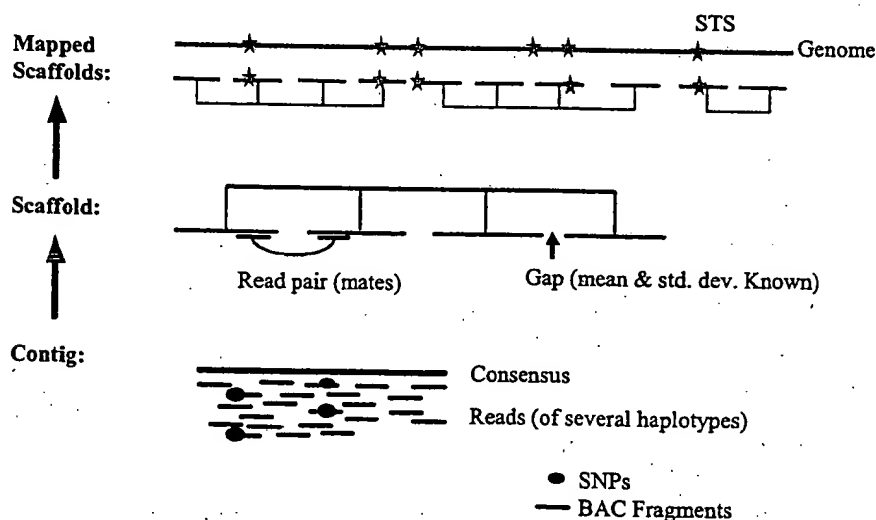 STS
Mapped
Scaffolds:
Genome
Scaffold:
Read pair (mates)
Gap (mean & std. dev. Known)
Contig:
Consensus
Reads (of several haplotypes)
SNPs
BAC Fragments